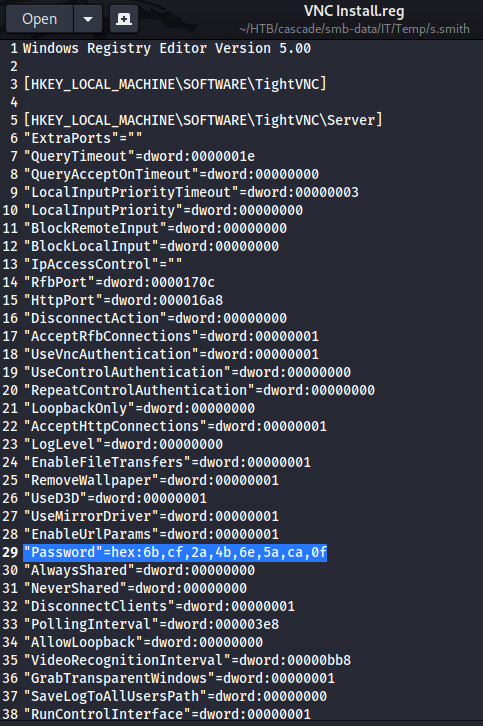 Open
VNC Install.reg
~/HTB/cascade/smb-data/IT/Temp/s.smith
1 Windows Registry Editor Version 5.00
2
3 [HKEY_LOCAL_MACHINE\SOFTWARE\TightVNC]
4
5 [HKEY_LOCAL_MACHINE\SOFTWARE\TightVNC\Server]
6 "ExtraPorts"=""
7 "QueryTimeout"=dword:0000001e
8 "QueryAcceptOnTimeout"=dword:00000000
9 "LocalInputPriorityTimeout"=dword:00000003
10 "LocalInputPriority"=dword:00000000
11 "BlockRemoteInput"=dword:00000000
12 "BlockLocalInput"=dword:00000000
13 "IpAccessControl"=""
14 "RfbPort"=dword:0000170c
15 "HttpPort"=dword:000016a8
16 "DisconnectAction"=dword:00000000
17 "AcceptRfbConnections"=dword:00000001
18 "UseVncAuthentication"=dword:00000001
19 "UseControlAuthentication"=dword:00000000
20 "RepeatControlAuthentication"=dword:00000000
21 "LoopbackOnly"=dword:00000000
22 "AcceptHttpConnections"=dword:00000001
23 "LogLevel"=dword:00000000
24 "EnableFileTransfers"=dword:00000001
25 "RemoveWallpaper"=dword:00000001
26 "UseD3D"=dword:00000001
27 "UseMirrorDriver"=dword:00000001
28 "EnableUrlParams"=dword:00000001
29 "Password"=hex:6b,cf,2a,4b,6e,5a,ca,0f
30 "AlwaysShared"=dword:00000000
31 "NeverShared"=dword:00000000
32 "DisconnectClients"=dword:00000001
33 "PollingInterval"=dword:000003e8
34 "AllowLoopback"=dword:00000000
35 "VideoRecognitionInterval"=dword:00000bb8
36 "GrabTransparentWindows"=dword:00000001
37 "SaveLogToAllUsersPath"=dword:00000000
38 "RunControlInterface"=dword:00000001